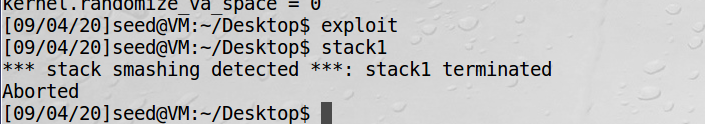 kernel.randomize_va_space = 0
[09/04/20]seed@VM:~/Desktop$ exploit
[09/04/20]seed@VM:~/Desktop$ stack1
*** stack smashing detected ***: stack1 terminated
Aborted
[09/04/20]seed@VM:~/Desktop$